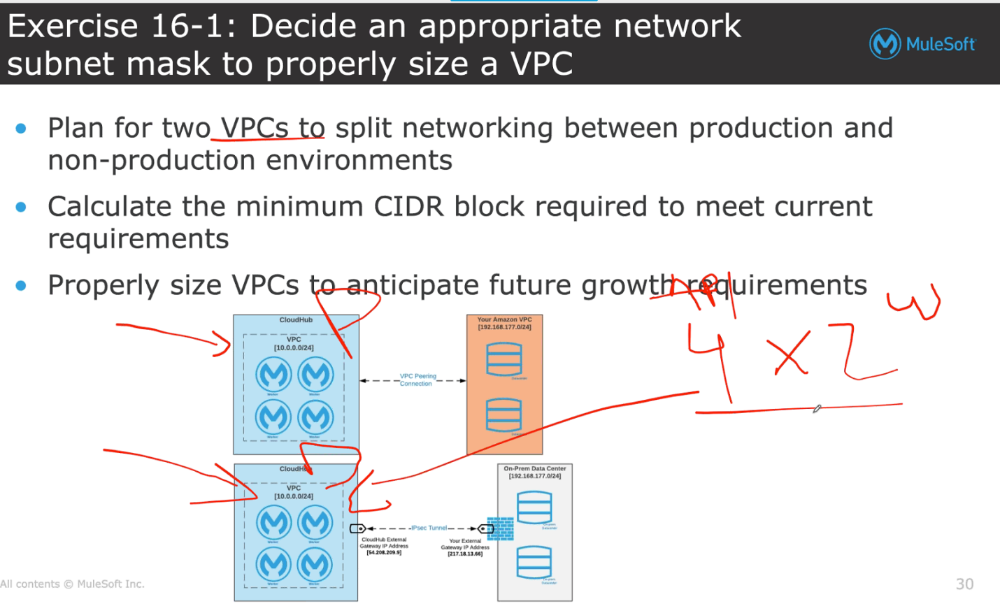 Exercise 16-1: Decide an appropriate network
subnet mask to properly size a VPC
MuleSoft
• Plan for two VPCs to split networking between production and
non-production environments
• Calculate the minimum CIDR block required to meet current
requirements
• Properly size VPCs to anticipate future growth requirements
API
W
4 x 2
P
CloudHub
VPC
[10.0.0.0/24]
Worker
Worker
Worker
Worker
VPC Peering
Connection
Your Amazon VPC
[192.168.177.0/24]
Datacenter
CloudHub
VPC
[10.0.0.0/24]
Worker
Worker
Worker
Worker
IPsec Tunnel
CloudHub External
Gateway IP Address
[54.208.209.9]
Your External
Gateway IP Address
[217.18.13.66]
On-Prem Data Center
[192.168.177.0/24]
On-prem
Datacenter
On-prem
Datacenter
All contents © MuleSoft Inc.
30